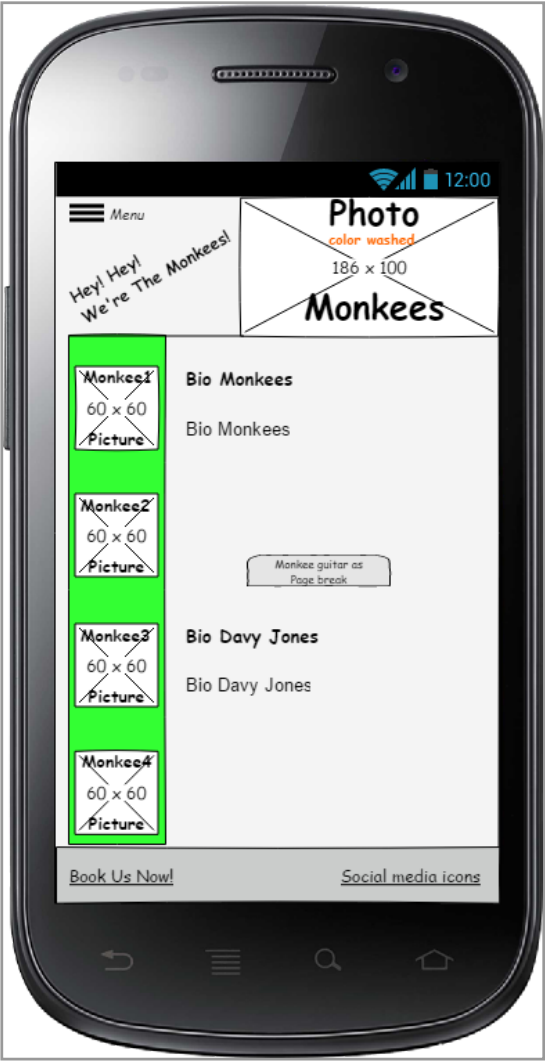 12:00
Menu
Hey! Hey!
We're The Monkees!
Photo
color washed
186 x 100
Monkees
Monkee1
60 x 60
Picture
Bio Monkees
Bio Monkees
Monkee2
60 x 60
Picture
Monkee guitar as
Page break
Monkee3
60 x 60
Picture
Bio Davy Jones
Bio Davy Jones
Monkee4
60 x 60
Picture
Book Us Now!
Social media icons